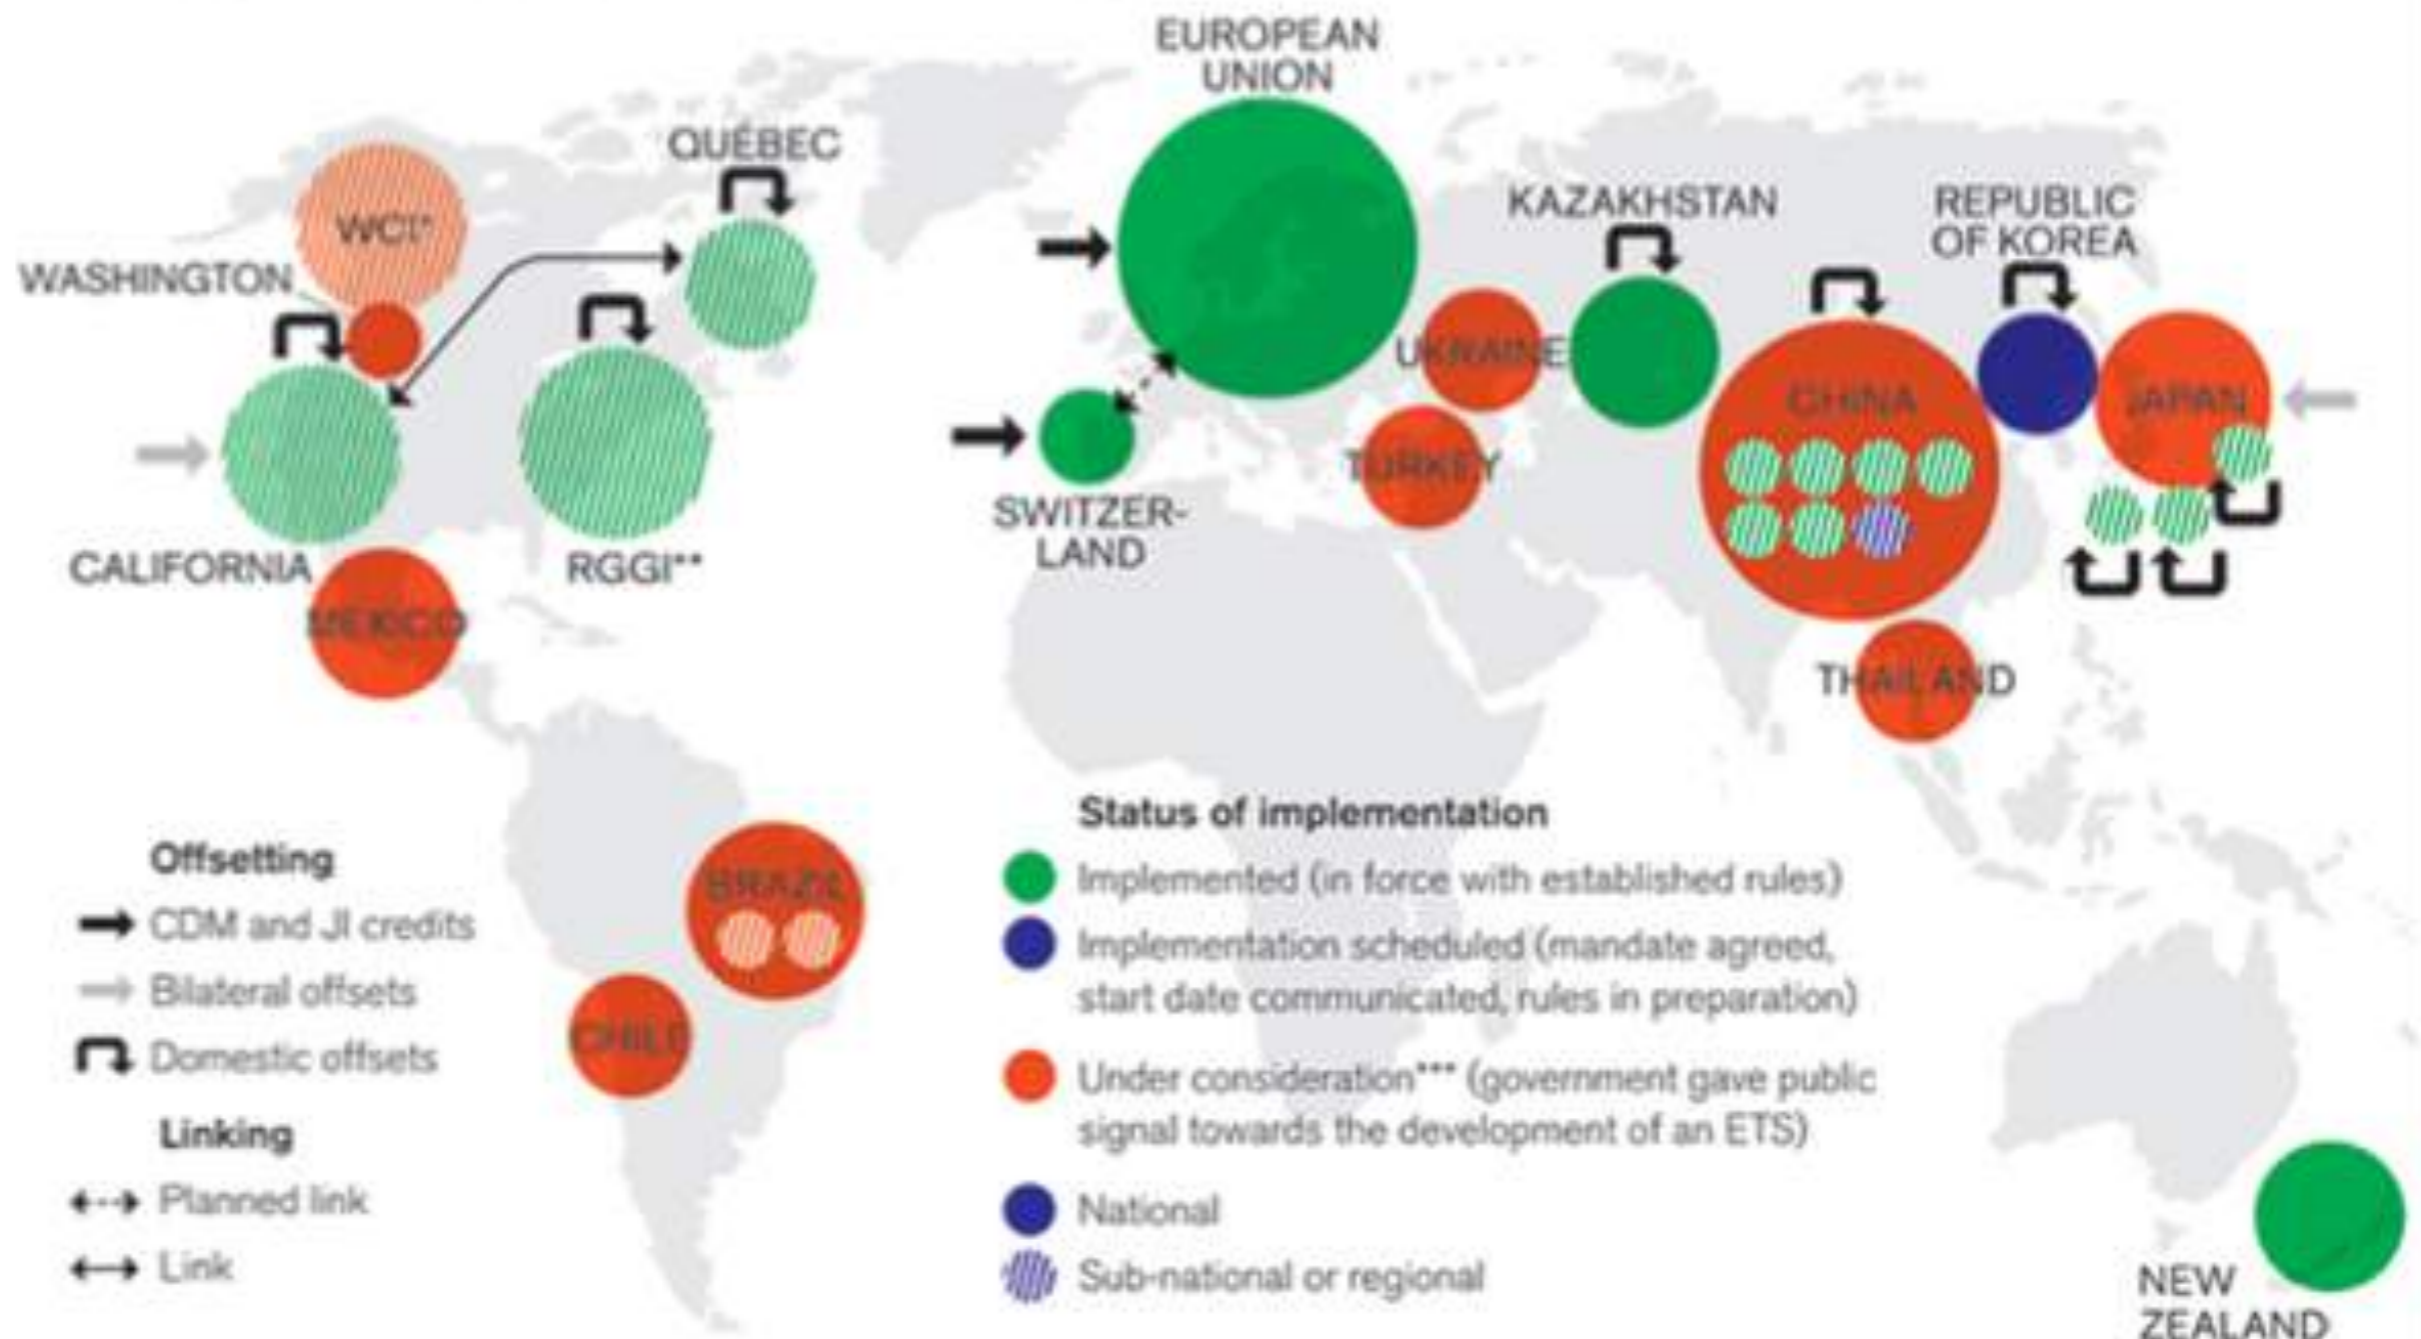 EUROPEAN
UNION
QUÉBEC
WCI*
KAZAKHSTAN
REPUBLIC
OF KOREA
WASHINGTON
UKRAINE
CHINA
JAPAN
TURKEY
SWITZER-
LAND
CALIFORNIA
RGGI**
MEXICO
THAILAND
BRAZIL
CHILE
Offsetting
CDM and JI credits
Bilateral offsets
Domestic offsets
Linking
Planned link
Link
Status of implementation
Implemented (in force with established rules)
Implementation scheduled (mandate agreed,
start date communicated, rules in preparation)
Under consideration*** (government gave public
signal towards the development of an ETS)
National
Sub-national or regional
NEW
ZEALAND